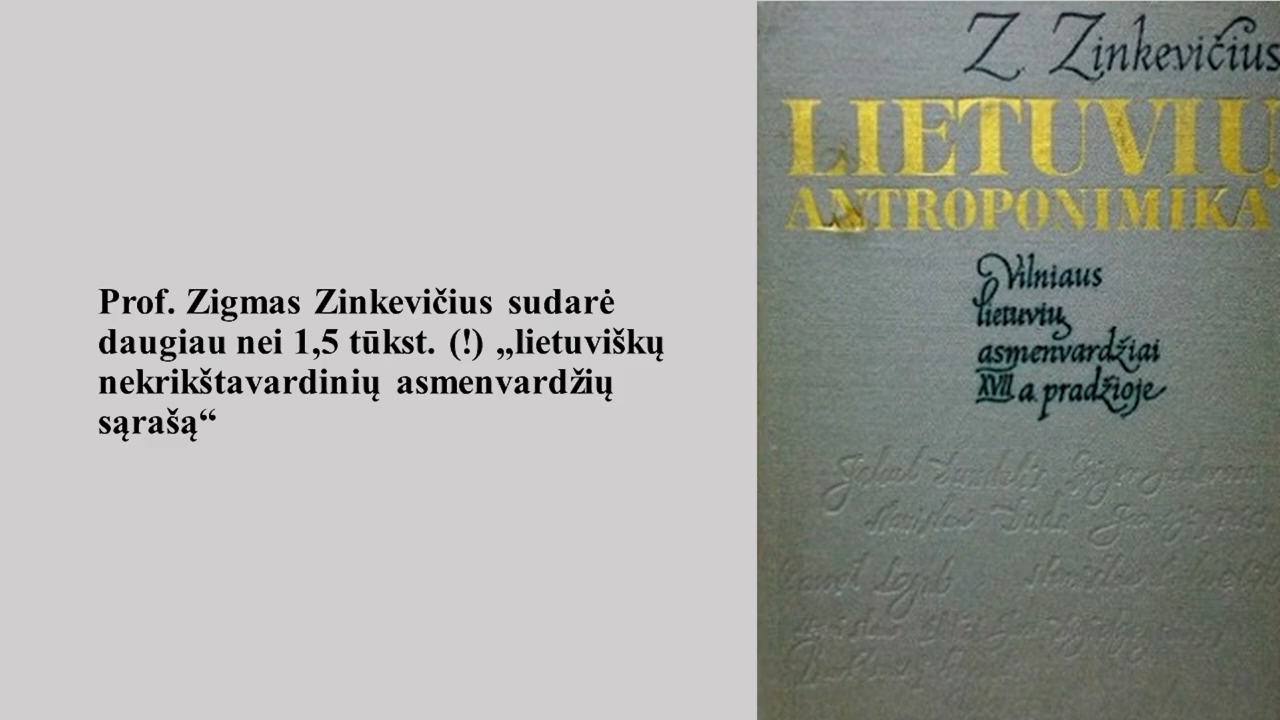 Prof. Zigmas Zinkevičius sudarė
daugiau nei 1,5 tūkst. (!) „lietuviškų
nekrikštavardinių asmenvardžių
sąrašą“
Z. Zinkevičius
LIETUVIŲ
ANTROPONIMIKA
Vilniaus
lietuvių
asmenvardžiai
XVII a. pradžioje